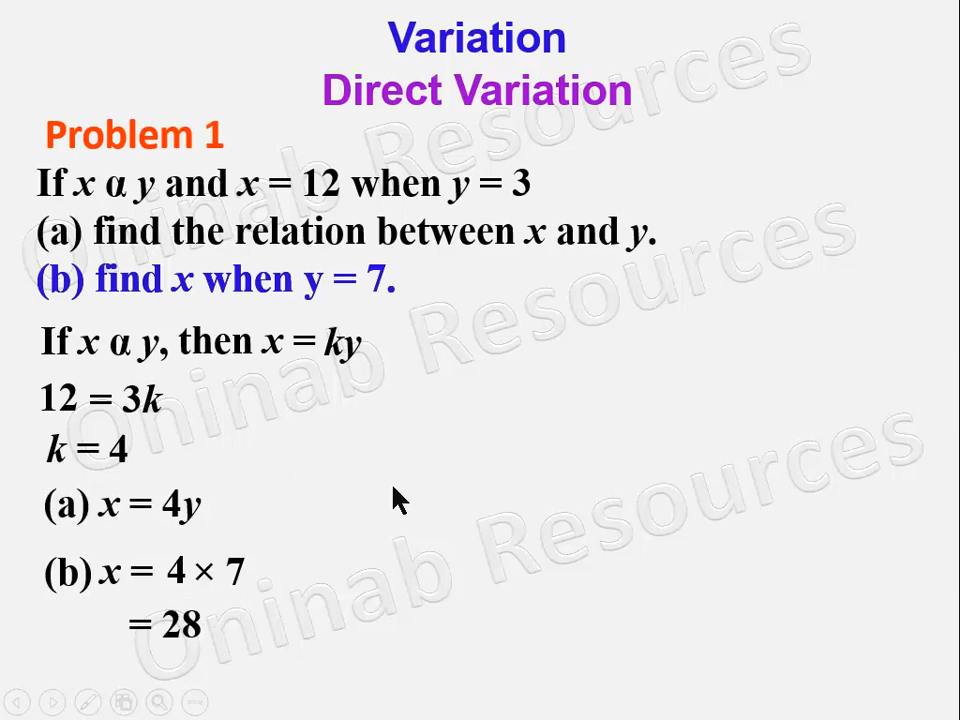 Variation
Direct Variation
Problem 1
If x α y and x = 12 when y = 3
(a) find the relation between x and y.
(b) find x when y = 7.
If x α y, then x = ky
12 = 3k
k = 4
(a) x = 4y
(b) x = 4 × 7
= 28
Oninab Resources
Oninab Resources
Oninab Resources